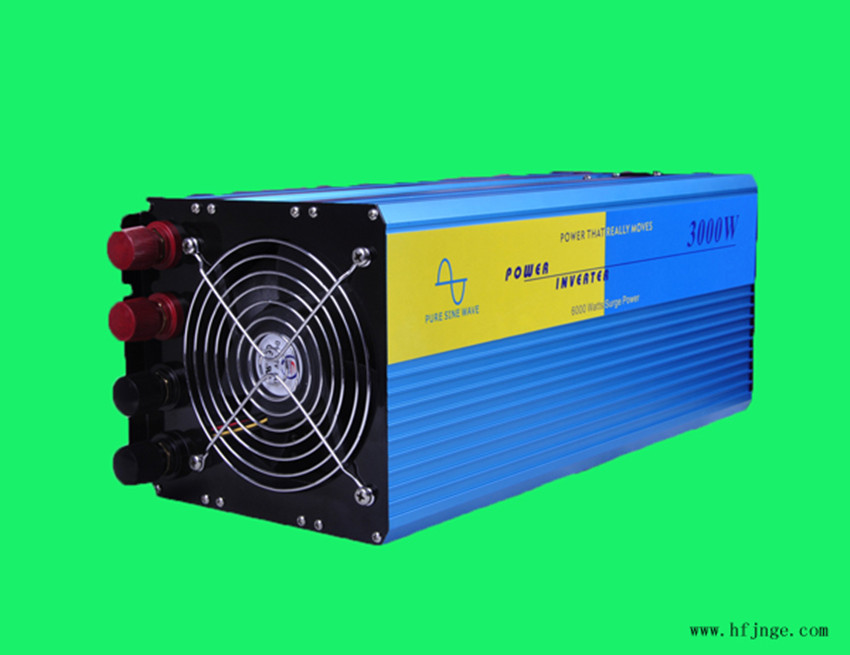 POWER THAT REALLY MOVES
3000W
POWER
INVERTER
PURE SINE WAVE
6000 Watts Surge Power
www.hfjnge.com